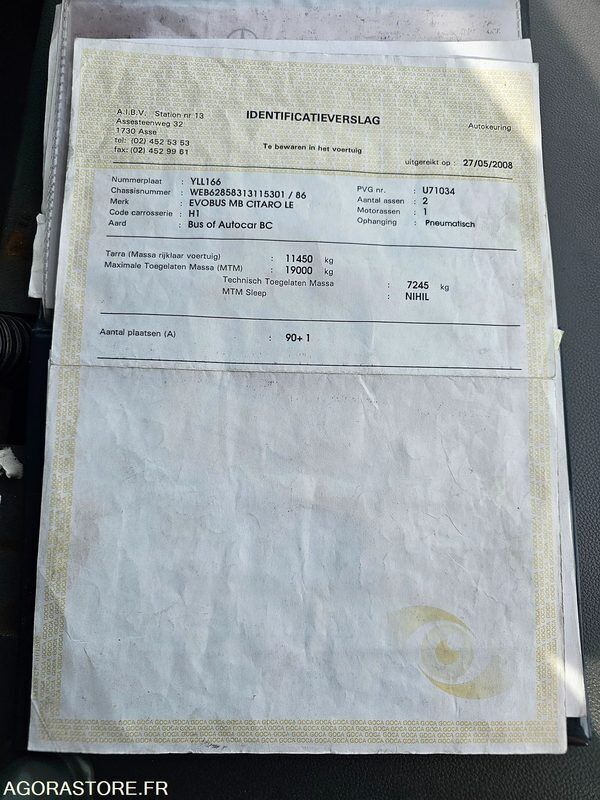 A.I.B.V. Station nr 13
Assesteenweg 32
1730 Asse
tel: (02) 452 53 53
fax: (02) 452 99 61
IDENTIFICATIEVERSLAG
Te bewaren in het voertuig
Autokeuring
uitgereikt op : 27/05/2008
Nummerplaat : YLL166
Chassisnummer : WEB62858313115301 / 86
Merk : EVOBUS MB CITARO LE
Code carrosserie : H1
Aard : Bus of Autocar BC
PVG nr. : U71034
Aantal assen : 2
Motorassen : 1
Ophanging : Pneumatisch
Tarra (Massa rijklaar voertuig) : 11450 kg
Maximale Toegelaten Massa (MTM) : 19000 kg
Technisch Toegelaten Massa : 7245 kg
MTM Sleep : NIHIL
Aantal plaatsen (A) : 90+ 1
AGORASTORE.FR